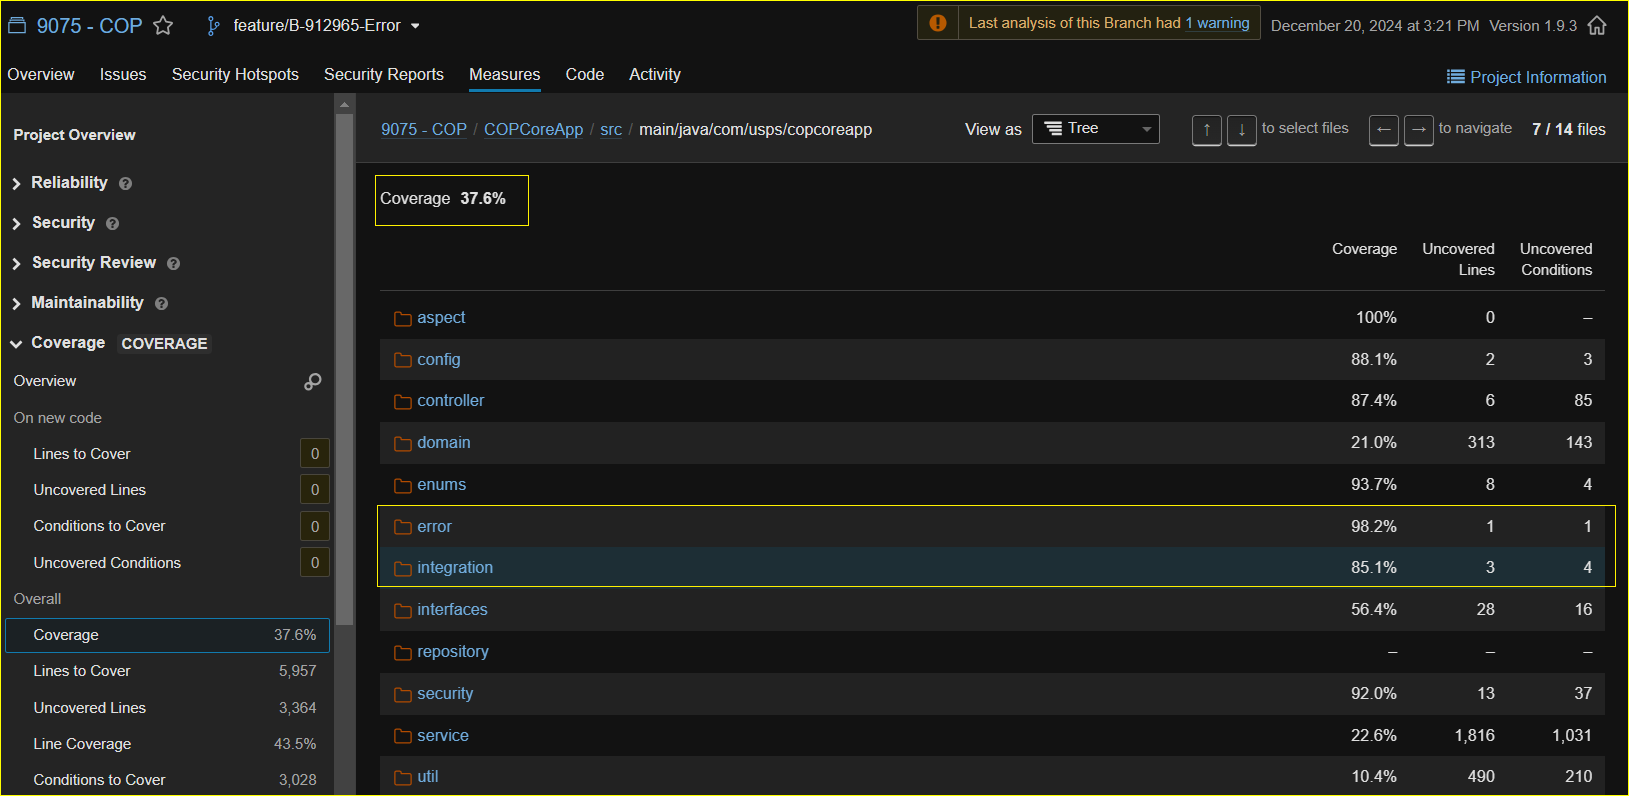 9075 - COP feature/B-912965-Error Last analysis of this Branch had 1 warning December 20, 2024 at 3:21 PM Version 1.9.3
Overview Issues Security Hotspots Security Reports Measures Code Activity Project Information
Project Overview
Reliability ?
Security ?
Security Review ?
Maintainability ?
Coverage COVERAGE
Overview
On new code
Lines to Cover 0
Uncovered Lines 0
Conditions to Cover 0
Uncovered Conditions 0
Overall
Coverage 37.6%
Lines to Cover 5,957
Uncovered Lines 3,364
Line Coverage 43.5%
Conditions to Cover 3,028
9075 - COP / COPCoreApp / src / main/java/com/usps/copcoreapp View as Tree ↑ ↓ to select files ← → to navigate 7 / 14 files
Coverage 37.6%
Coverage Uncovered Lines Uncovered Conditions
aspect 100% 0 –
config 88.1% 2 3
controller 87.4% 6 85
domain 21.0% 313 143
enums 93.7% 8 4
error 98.2% 1 1
integration 85.1% 3 4
interfaces 56.4% 28 16
repository – – –
security 92.0% 13 37
service 22.6% 1,816 1,031
util 10.4% 490 210